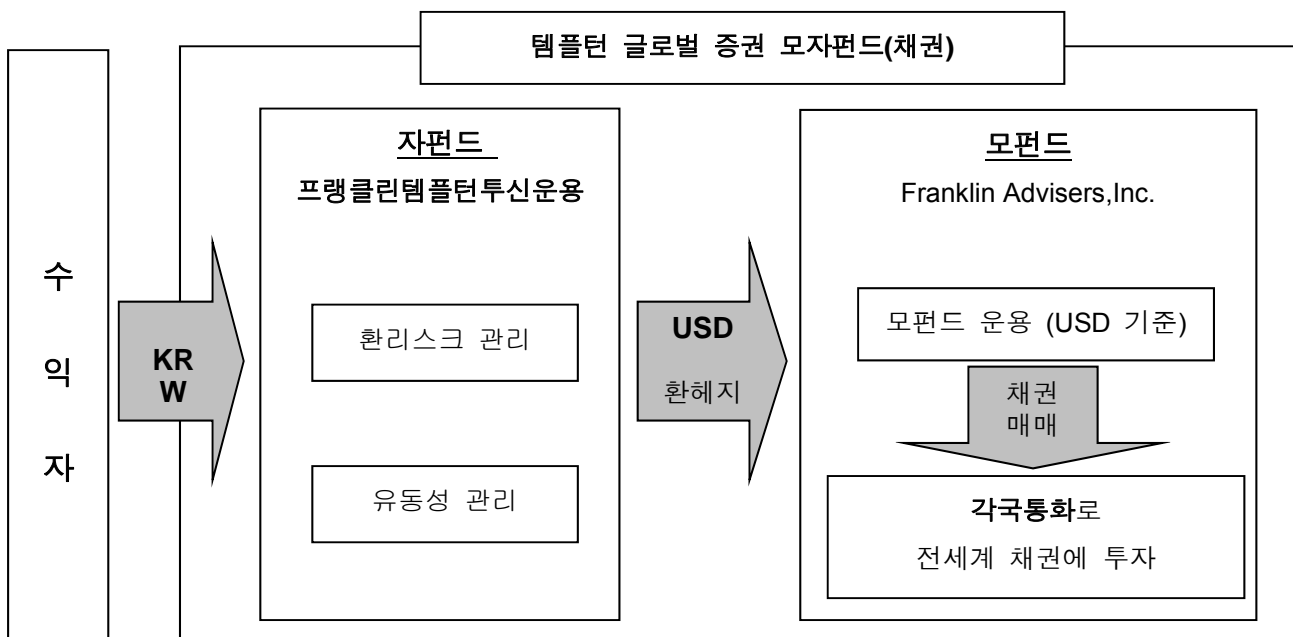 템플턴 글로벌 증권 모자펀드(채권)
수
익
자
KR
W
자펀드
프랭클린템플턴투신운용
환리스크 관리
유동성 관리
USD
환헤지
모펀드
Franklin Advisers,Inc.
모펀드 운용 (USD 기준)
채권
매매
각국통화로
전세계 채권에 투자